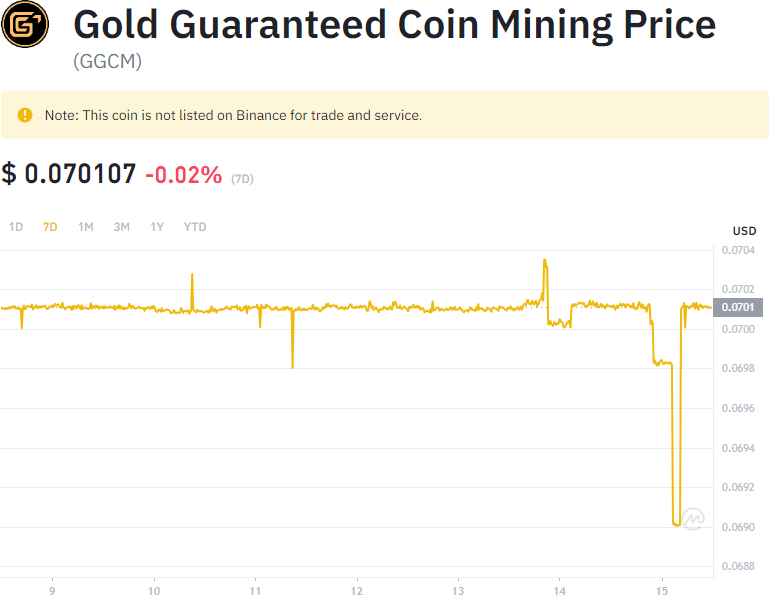 Gold Guaranteed Coin Mining Price
(GGCM)
Note: This coin is not listed on Binance for trade and service.
$ 0.070107 -0.02% (7D)
1D 7D 1M 3M 1Y YTD
USD
0.0704
0.0702
0.0701
0.0700
0.0698
0.0696
0.0694
0.0692
0.0690
0.0688
9 10 11 12 13 14 15